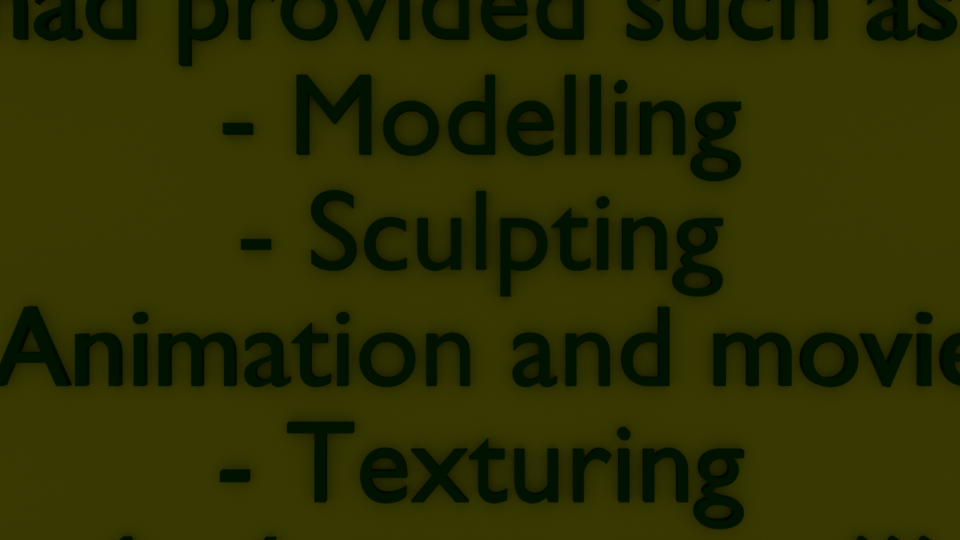 had provided such as
- Modelling
- Sculpting
Animation and movie
- Texturing